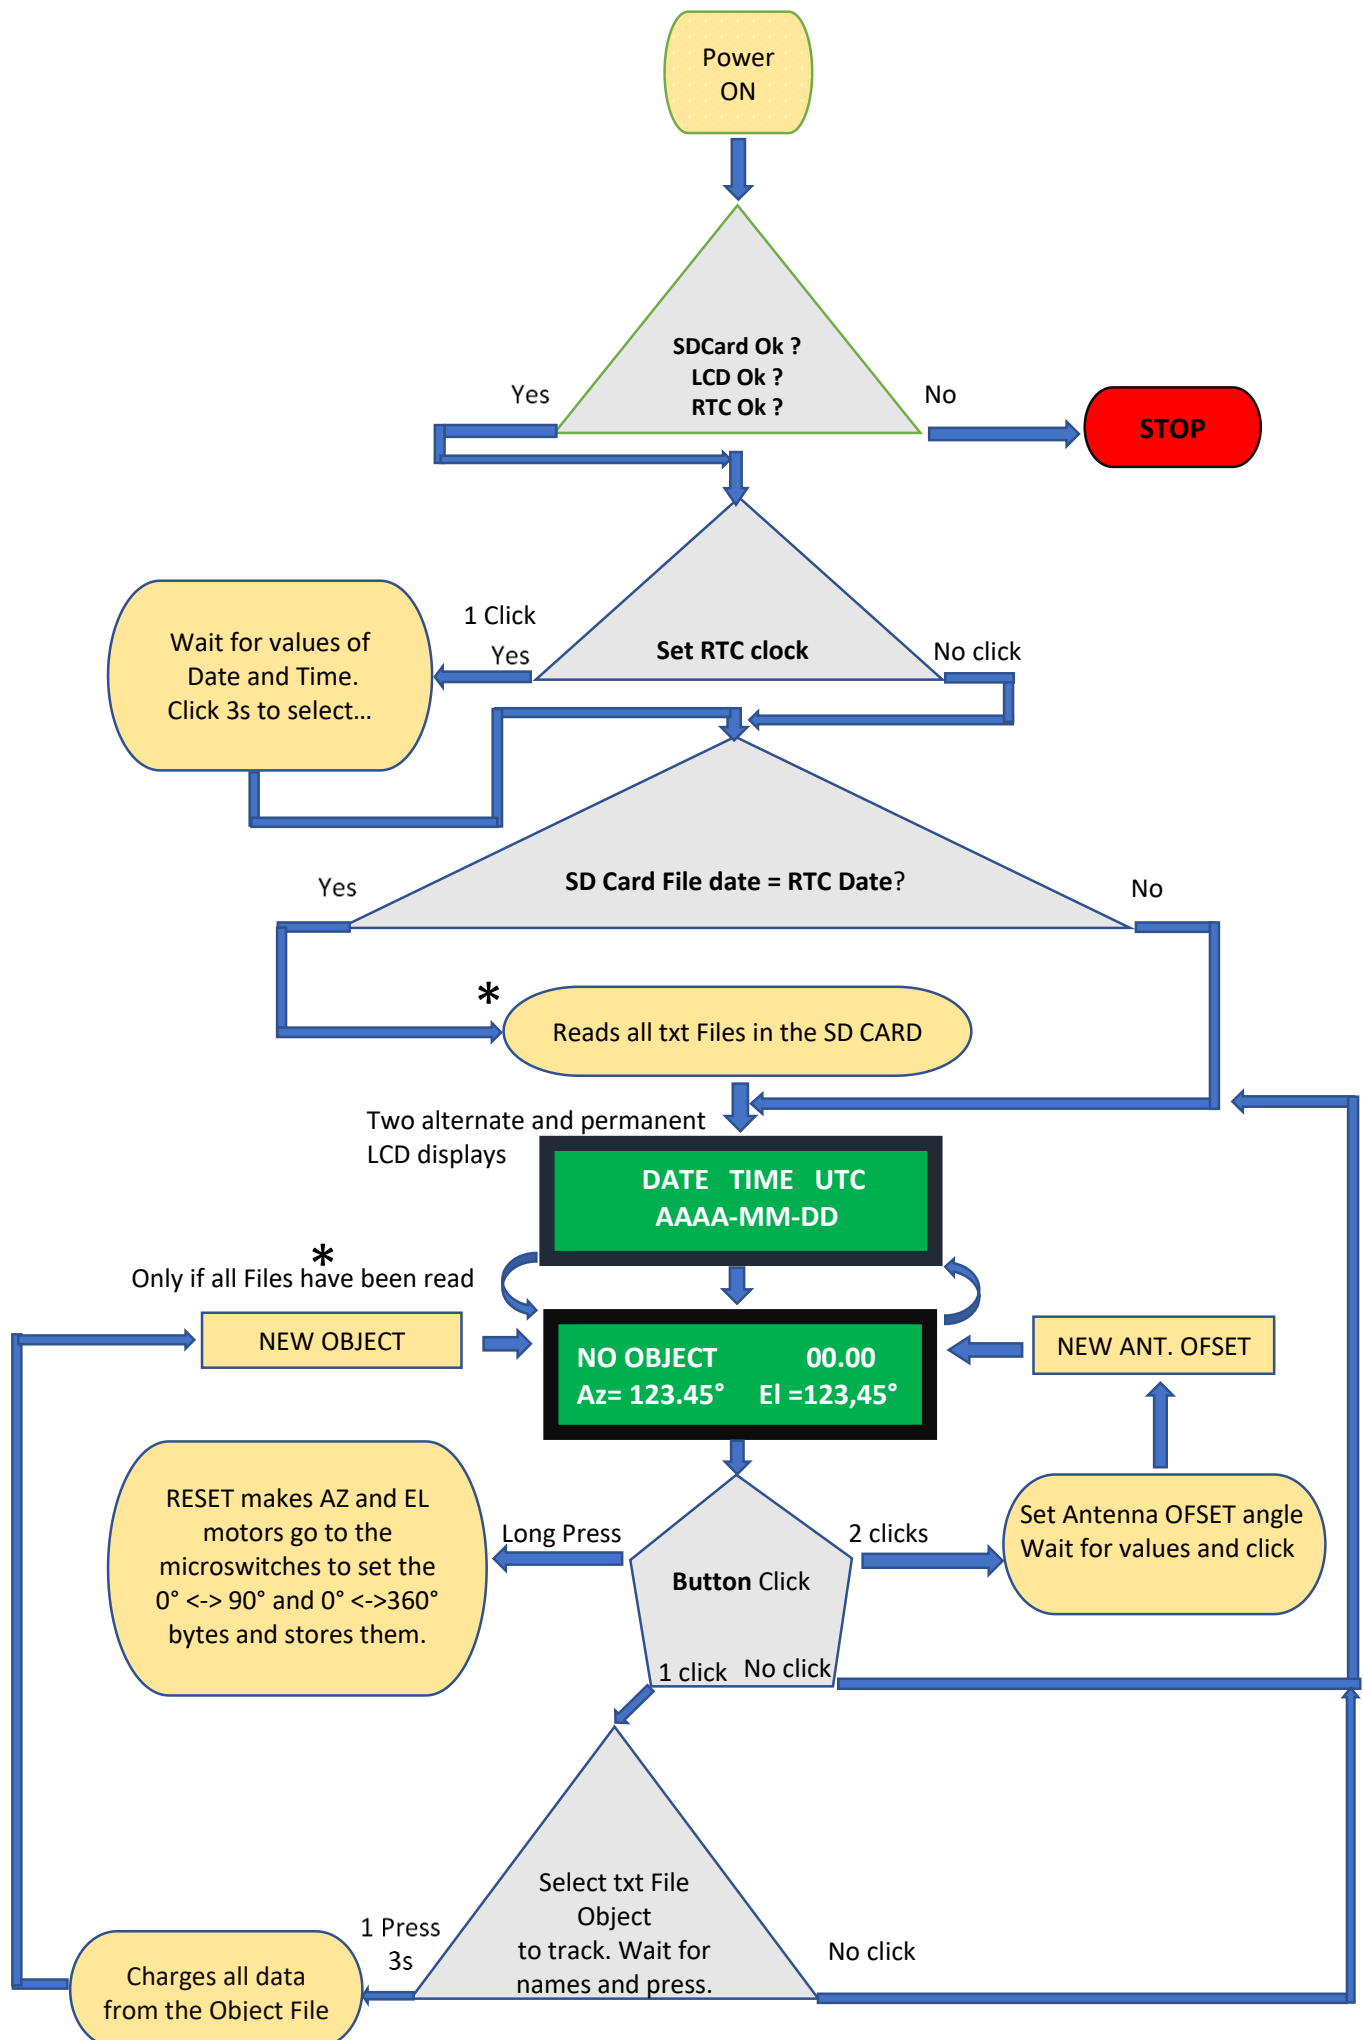 Power
ON
SDCard Ok ?
LCD Ok ?
RTC Ok ?
Yes
No
STOP
1 Click
Yes
Set RTC clock
No click
Wait for values of
Date and Time.
Click 3s to select...
Yes
SD Card File date = RTC Date?
No
*
Reads all txt Files in the SD CARD
Two alternate and permanent
LCD displays
DATE TIME UTC
AAAA-MM-DD
*
Only if all Files have been read
NEW OBJECT
NO OBJECT 00.00
Az= 123.45° El =123,45°
NEW ANT. OFSET
RESET makes AZ and EL
motors go to the
microswitches to set the
0° <-> 90° and 0° <->360°
bytes and stores them.
Long Press
2 clicks
Button Click
Set Antenna OFSET angle
Wait for values and click
1 click No click
Select txt File
Object
to track. Wait for
names and press.
1 Press
3s
No click
Charges all data
from the Object File